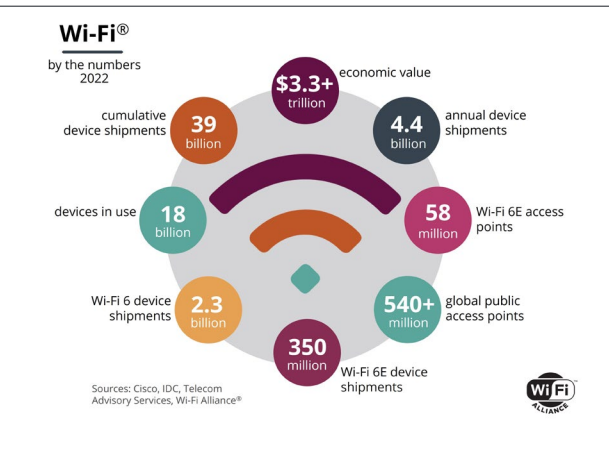 Wi-Fi®
by the numbers
2022
$3.3+
trillion
economic value
4.4
billion
annual device
shipments
58
million
Wi-Fi 6E access
points
540+
million
global public
access points
350
million
Wi-Fi 6E device
shipments
2.3
billion
Wi-Fi 6 device
shipments
18
billion
devices in use
39
billion
cumulative
device shipments
Sources: Cisco, IDC, Telecom
Advisory Services, Wi-Fi Alliance®
Wi Fi
ALLIANCE